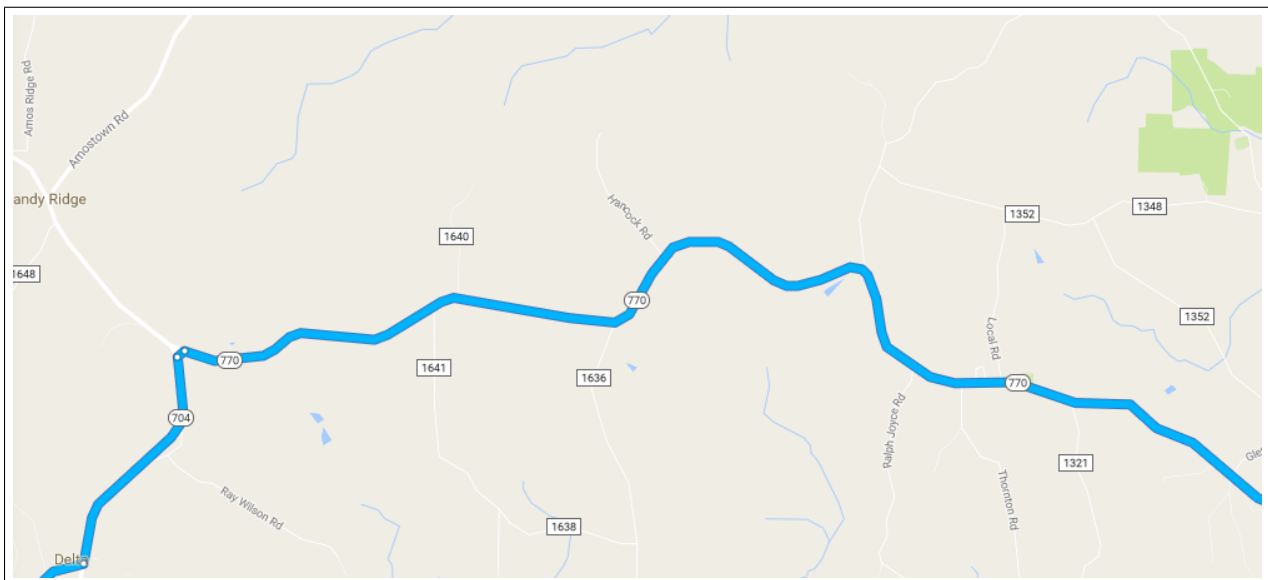 Amos Ridge Rd
Amostown Rd
andy Ridge
1648
1640
Hancock Rd
770
1352
1348
1352
770
1641
1636
Local Rd
770
704
Ralph Joyce Rd
1321
Thornton Rd
Ray Wilson Rd
1638
Delta